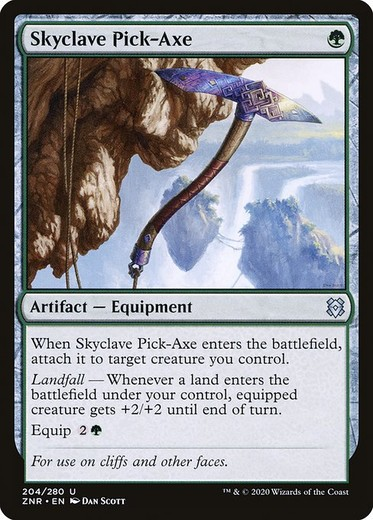 Skyclave Pick-Axe
Artifact — Equipment
When Skyclave Pick-Axe enters the battlefield,
attach it to target creature you control.
Landfall — Whenever a land enters the
battlefield under your control, equipped
creature gets +2/+2 until end of turn.
Equip 2
For use on cliffs and other faces.
204/280 U
ZNR • EN DAN SCOTT
™ & © 2020 Wizards of the Coast